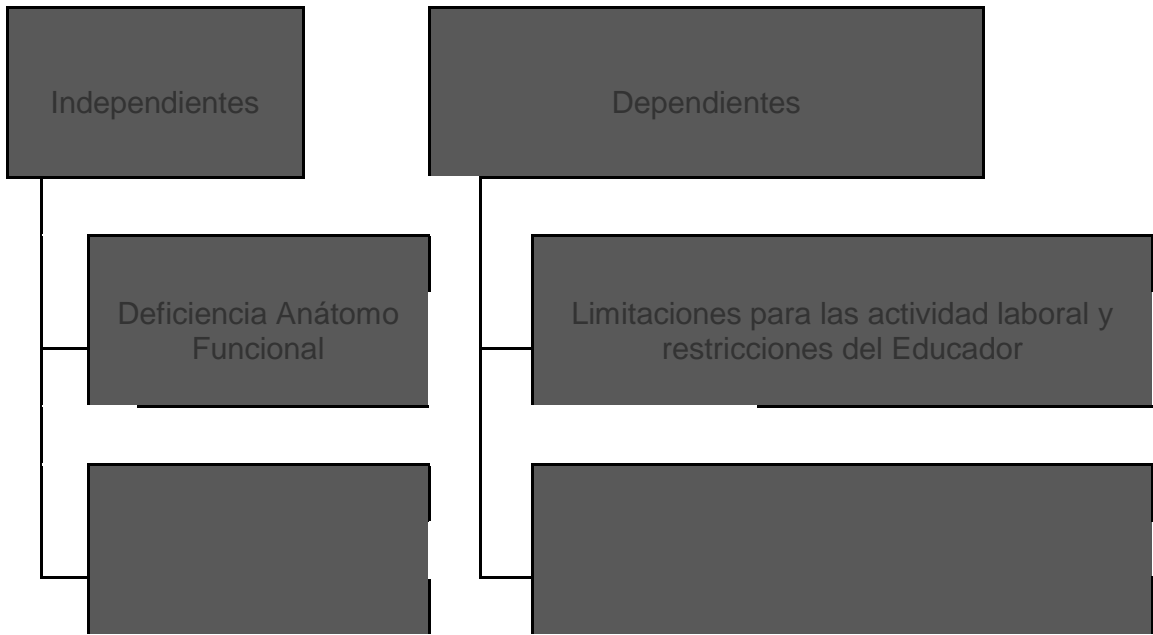 Independientes
Dependientes
Deficiencia Anátomo
Funcional
Limitaciones para las actividad laboral y
restricciones del Educador